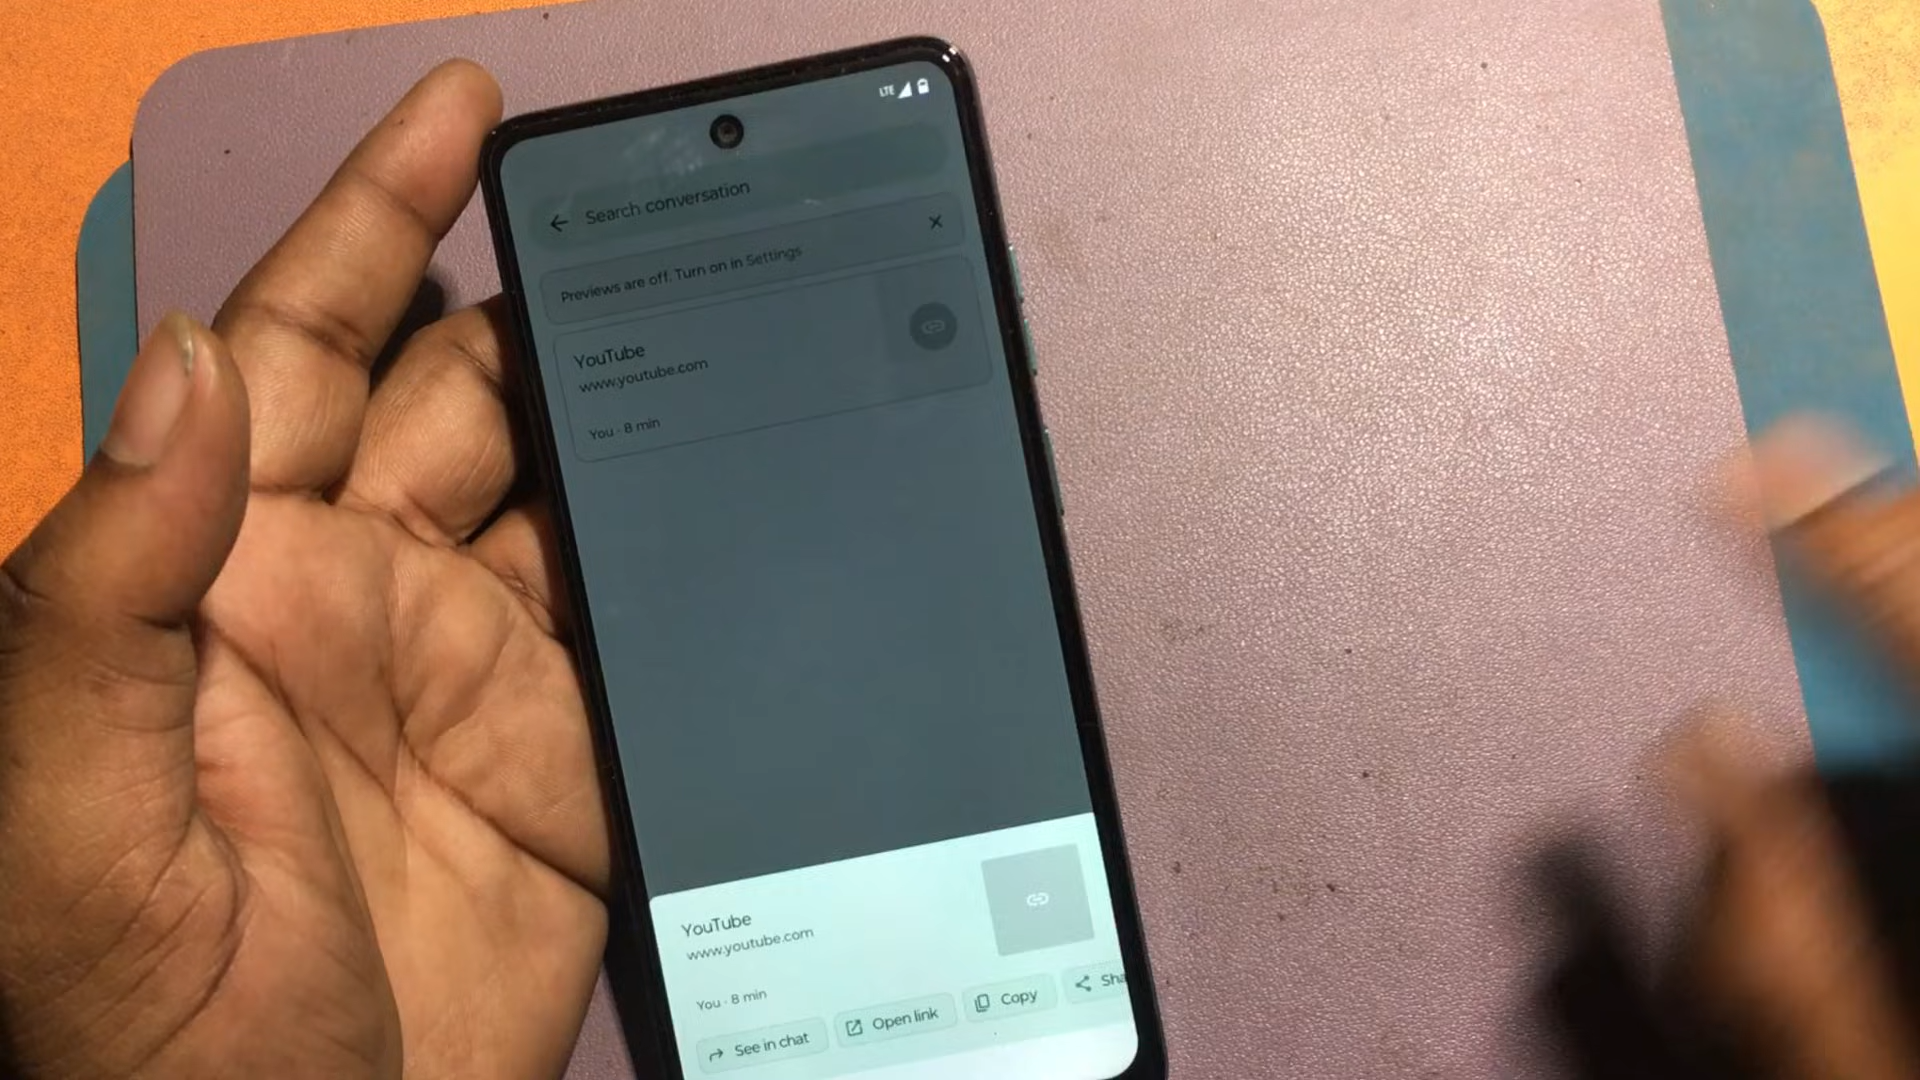 LTE
Search conversation
Previews are off. Turn on in Settings
YouTube
www.youtube.com
You · 8 min
YouTube
www.youtube.com
You · 8 min
See in chat
Open link
Copy
Sha